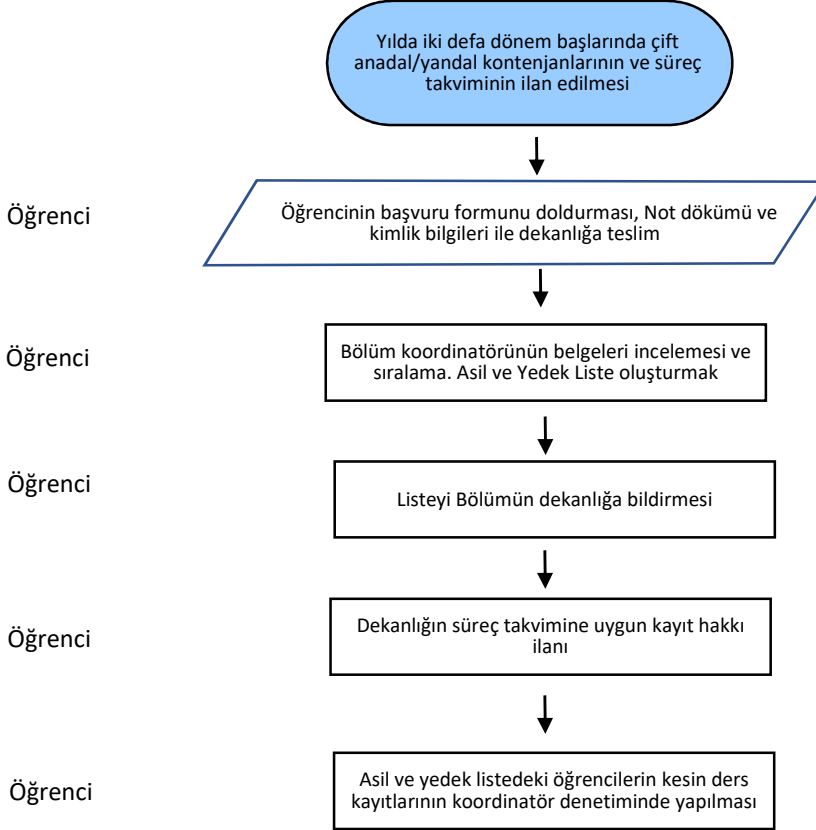 Yılda iki defa dönem başlarında çift
anadal/yandal kontenjanlarının ve süreç
takviminin ilan edilmesi
Öğrenci
Öğrencinin başvuru formunu doldurması, Not dökümü ve
kimlik bilgileri ile dekanlığa teslim
Öğrenci
Bölüm koordinatörünün belgeleri incelemesi ve
sıralama. Asil ve Yedek Liste oluşturmak
Öğrenci
Listeyi Bölümün dekanlığa bildirmesi
Öğrenci
Dekanlığın süreç takvimine uygun kayıt hakkı
ilanı
Öğrenci
Asil ve yedek listedeki öğrencilerin kesin ders
kayıtlarının koordinatör denetiminde yapılması